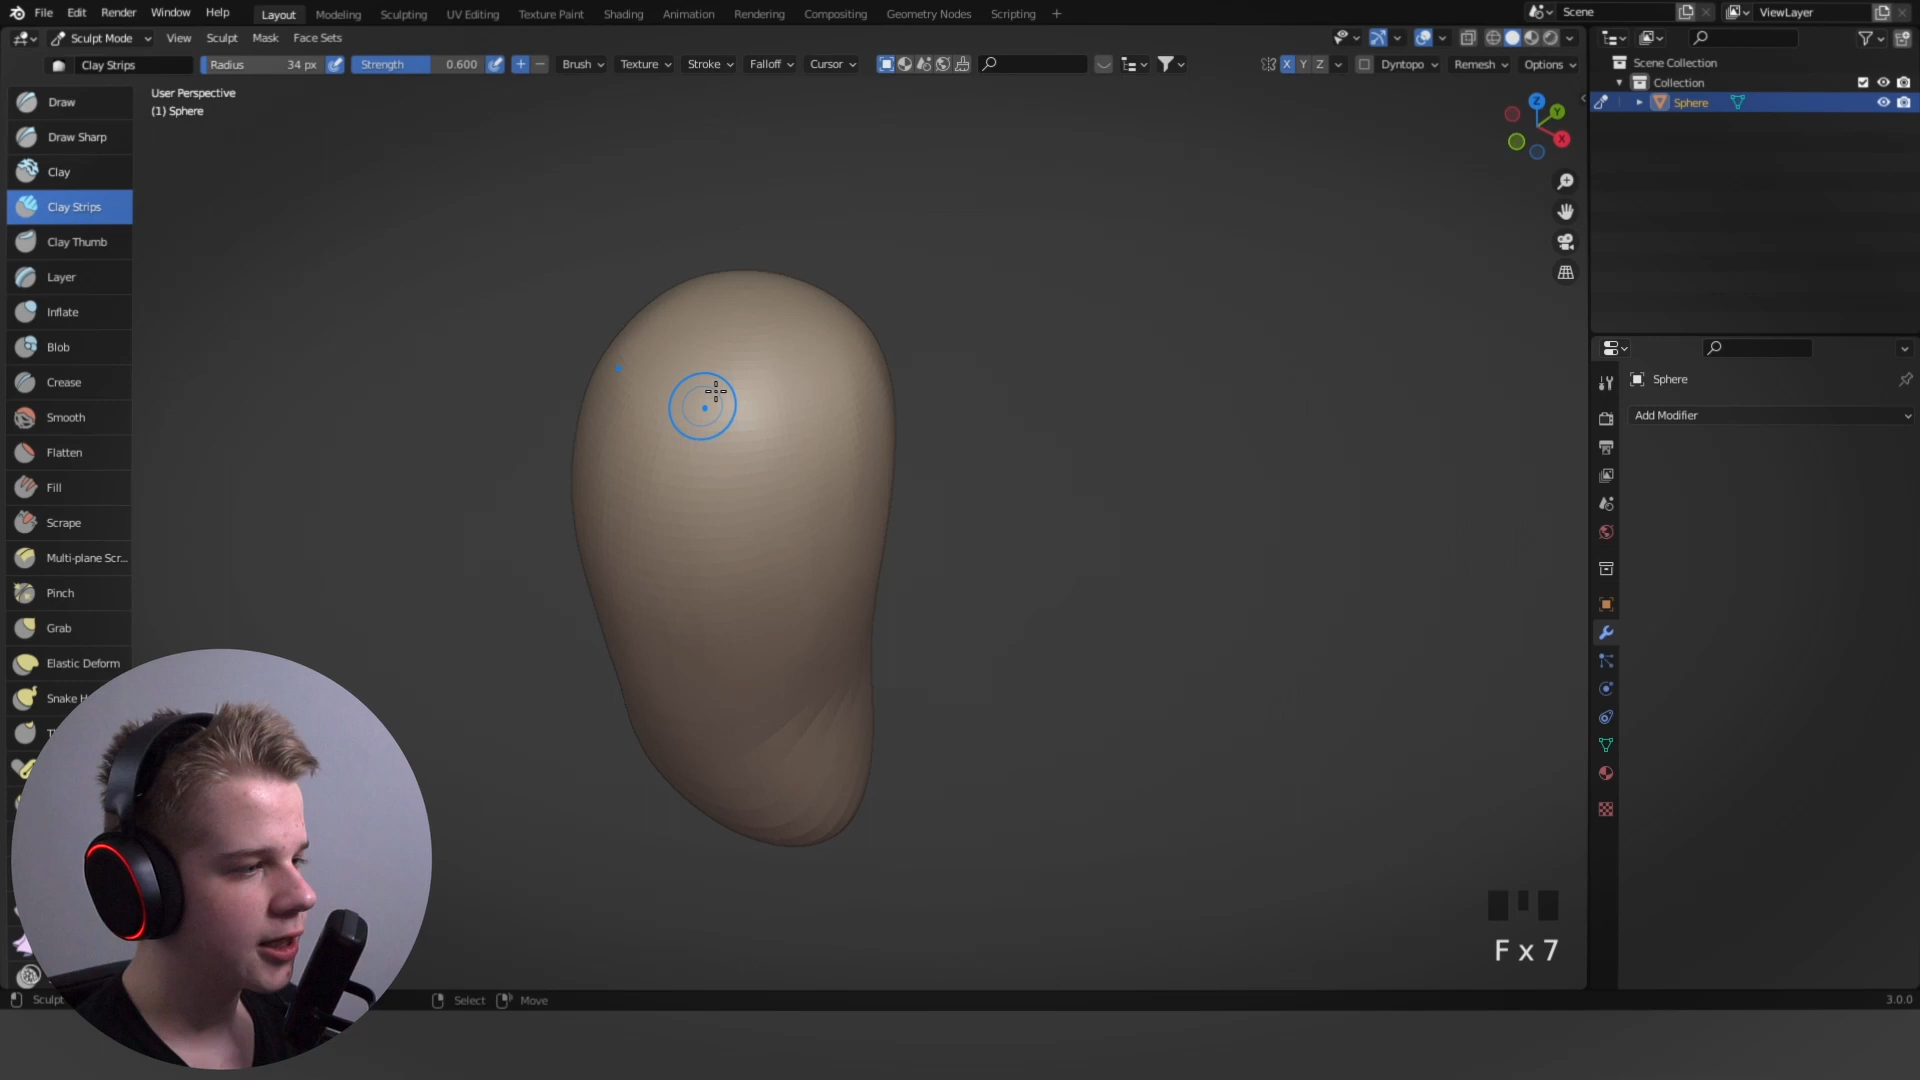 File Edit Render Window Help Layout Modeling Sculpting UV Editing Texture Paint Shading Animation Rendering Compositing Geometry Nodes Scripting + Scene ViewLayer
Sculpt Mode View Sculpt Mask Face Sets
Clay Strips Radius 34 px Strength 0.600 Brush Texture Stroke Falloff Cursor X Y Z Dyntopo Remesh Options
User Perspective
(1) Sphere
Scene Collection
Collection
Sphere
Draw
Draw Sharp
Clay
Clay Strips
Clay Thumb
Layer
Inflate
Blob
Crease
Smooth
Flatten
Fill
Scrape
Multi-plane Scr...
Pinch
Grab
Elastic Deform
Snake H
Z
Y
X
Sphere
Add Modifier
F x 7
Sculpt Select Move 3.0.0